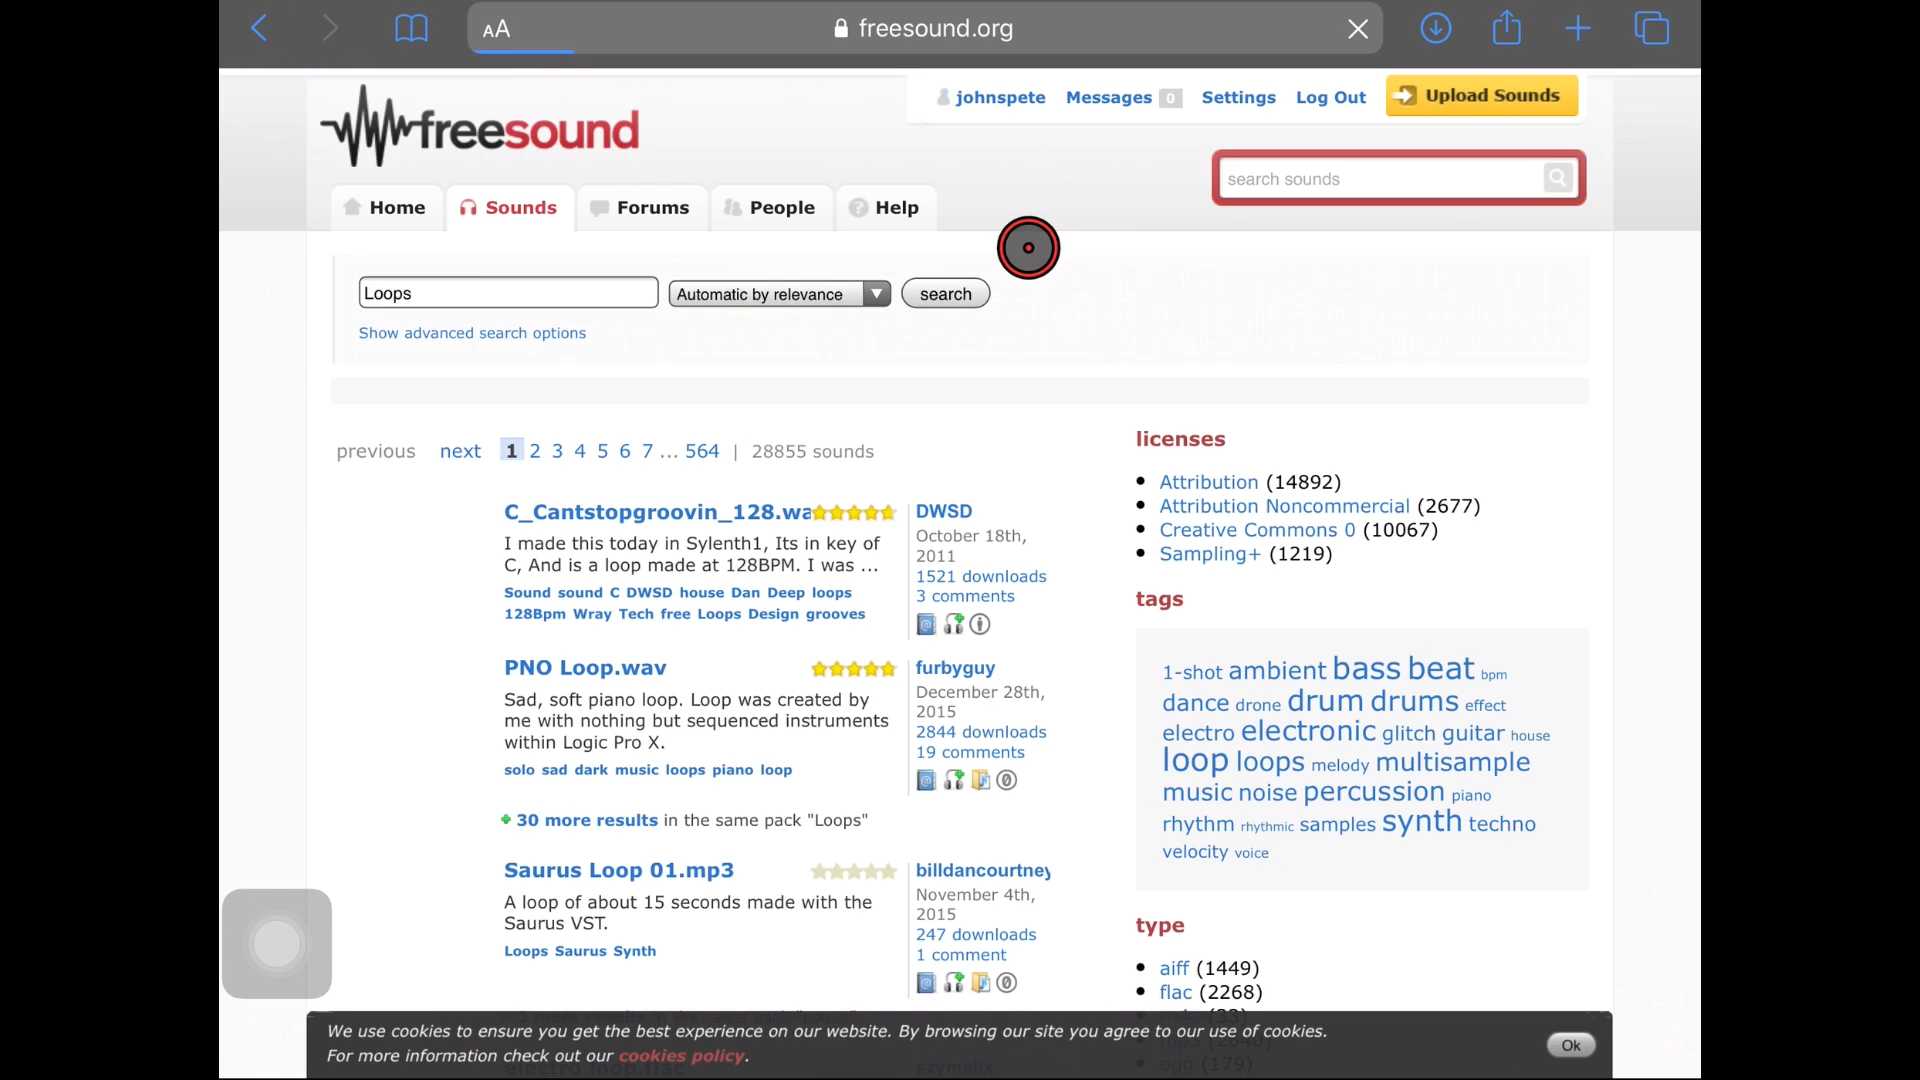 AA
freesound.org
johnspete Messages 0 Settings Log Out Upload Sounds
freesound
search sounds
Home Sounds Forums People Help
Loops Automatic by relevance search
Show advanced search options
previous next 1 2 3 4 5 6 7 ... 564 | 28855 sounds
C_Cantstopgroovin_128.wa
I made this today in Sylenth1, Its in key of
C, And is a loop made at 128BPM. I was ...
Sound sound C DWSD house Dan Deep loops
128Bpm Wray Tech free Loops Design grooves
DWSD
October 18th,
2011
1521 downloads
3 comments
PNO Loop.wav
Sad, soft piano loop. Loop was created by
me with nothing but sequenced instruments
within Logic Pro X.
solo sad dark music loops piano loop
furbyguy
December 28th,
2015
2844 downloads
19 comments
30 more results in the same pack "Loops"
Saurus Loop 01.mp3
A loop of about 15 seconds made with the
Saurus VST.
Loops Saurus Synth
billdancourtney
November 4th,
2015
247 downloads
1 comment
licenses
Attribution (14892)
Attribution Noncommercial (2677)
Creative Commons 0 (10067)
Sampling+ (1219)
tags
1-shot ambient bass beat bpm
dance drone drum drums effect
electro electronic glitch guitar house
loop loops melody multisample
music noise percussion piano
rhythm rhythmic samples synth techno
velocity voice
type
aiff (1449)
flac (2268)
ogg (179)
We use cookies to ensure you get the best experience on our website. By browsing our site you agree to our use of cookies.
For more information check out our cookies policy.
Ok